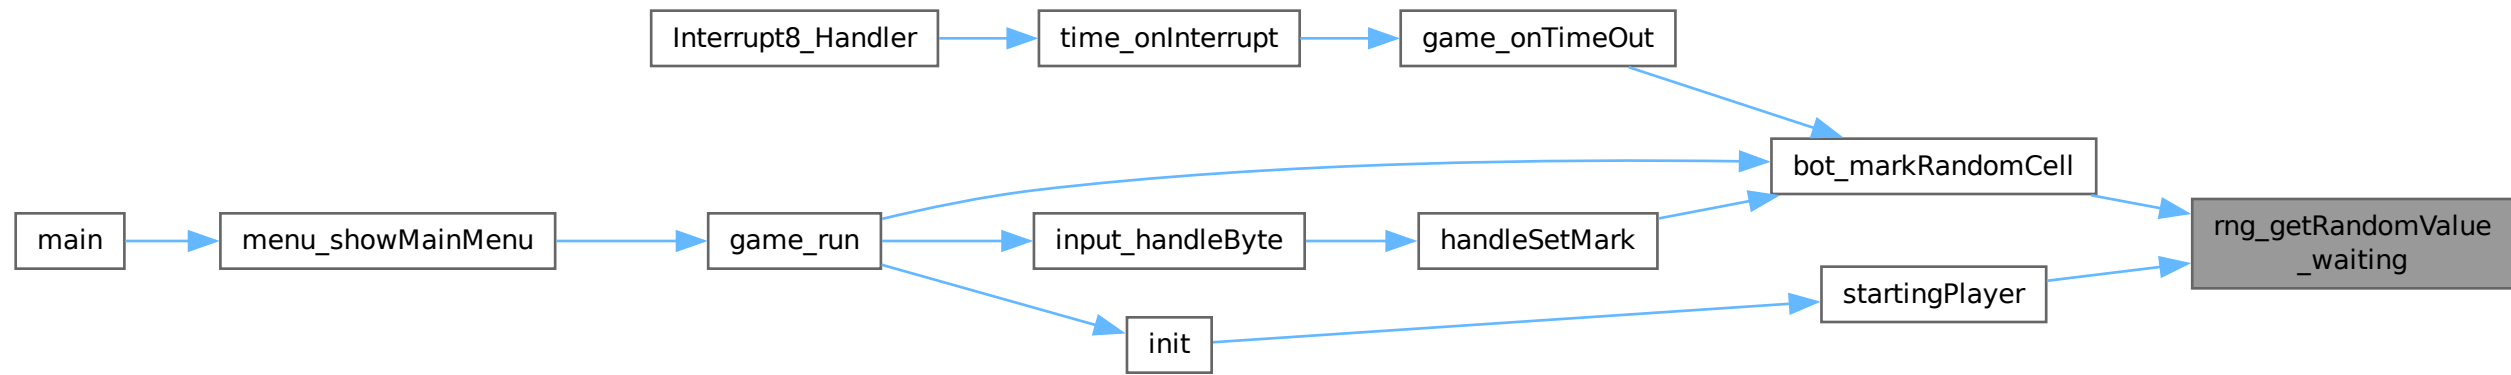 Interrupt8_Handler
time_onInterrupt
game_onTimeOut
bot_markRandomCell
main
menu_showMainMenu
game_run
input_handleByte
handleSetMark
rng_getRandomValue
_waiting
startingPlayer
init